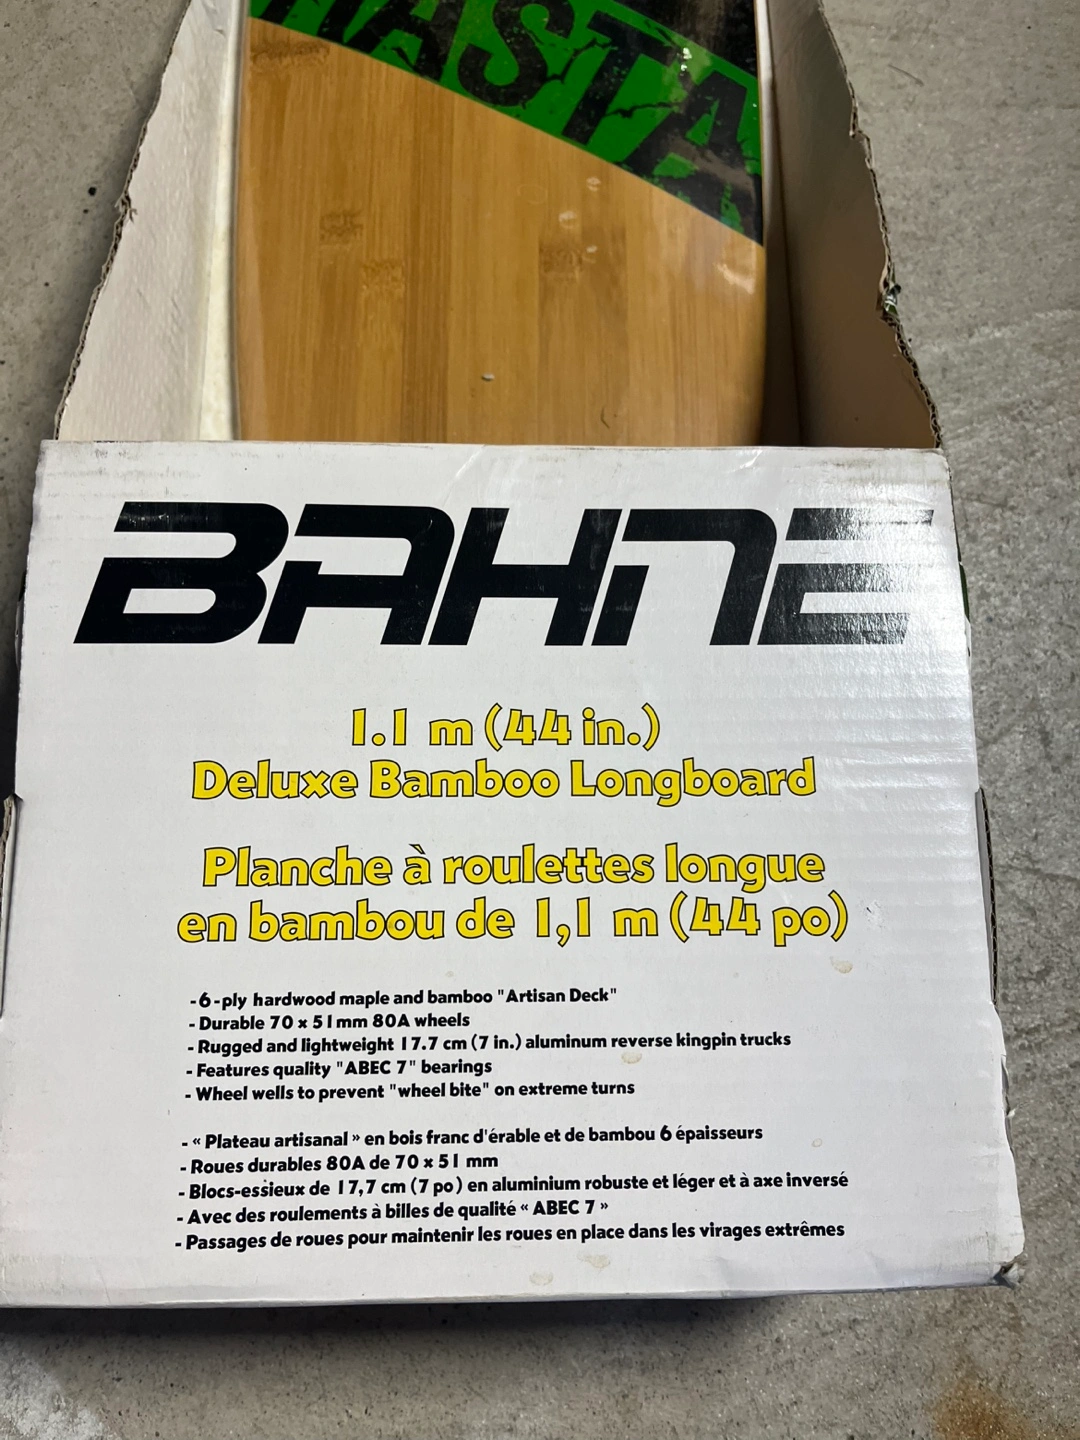 HASTA
BAHNE
1.1 m (44 in.)
Deluxe Bamboo Longboard
Planche à roulettes longue
en bambou de 1,1 m (44 po)
-6-ply hardwood maple and bamboo "Artisan Deck"
- Durable 70 x 51mm 80A wheels
- Rugged and lightweight 17.7 cm (7 in.) aluminum reverse kingpin trucks
- Features quality "ABEC 7" bearings
- Wheel wells to prevent "wheel bite" on extreme turns
- « Plateau artisanal » en bois franc d'érable et de bambou 6 épaisseurs
- Roues durables 80A de 70 x 51 mm
- Blocs-essieux de 17,7 cm (7 po) en aluminium robuste et léger et à axe inversé
- Avec des roulements à billes de qualité « ABEC 7 »
- Passages de roues pour maintenir les roues en place dans les virages extrêmes